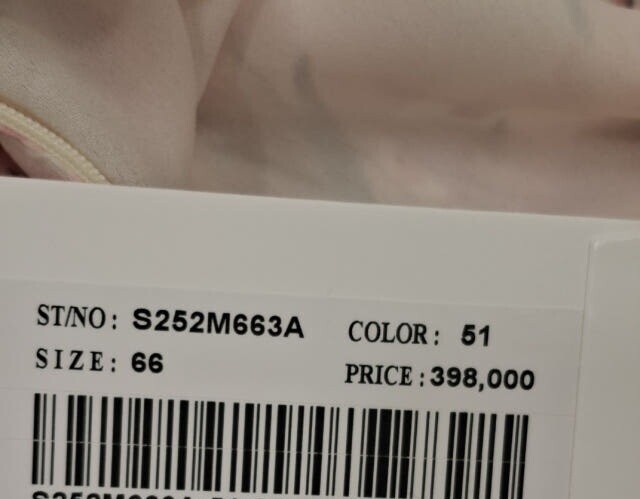 ST/NO: S252M663A COLOR: 51
SIZE: 66 PRICE: 398,000